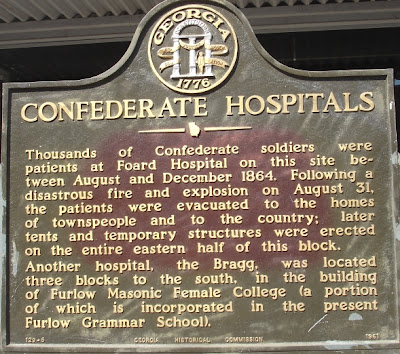 GEORGIA
1776
CONFEDERATE HOSPITALS
Thousands of Confederate soldiers were
patients at Foard Hospital on this site be-
tween August and December 1864. Following a
disastrous fire and explosion on August 31,
the patients were evacuated to the homes
of townspeople and to the country; later
tents and temporary structures were erected
on the entire eastern half of this block.
Another hospital, the Bragg, was located
three blocks to the south, in the building
of Furlow Masonic Female College (a portion
of which is incorporated in the present
Furlow Grammar School).
129-6 GEORGIA HISTORICAL COMMISSION